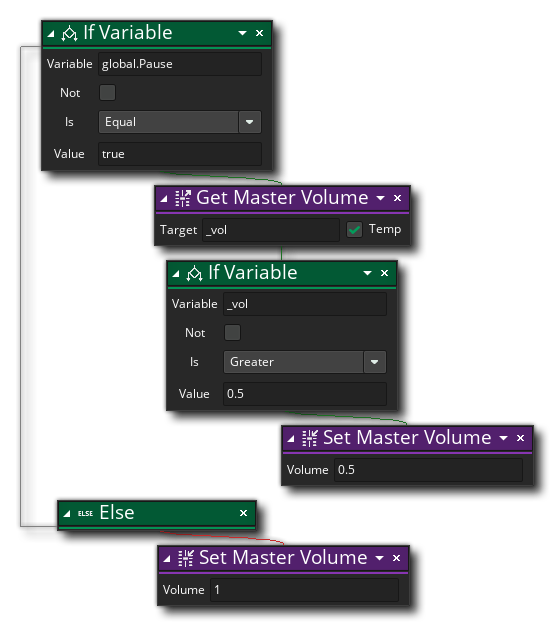 If Variable
Variable global.Pause
Not
Is Equal
Value true
Get Master Volume
Target _vol Temp
If Variable
Variable _vol
Not
Is Greater
Value 0.5
Set Master Volume
Volume 0.5
ELSE Else
Set Master Volume
Volume 1